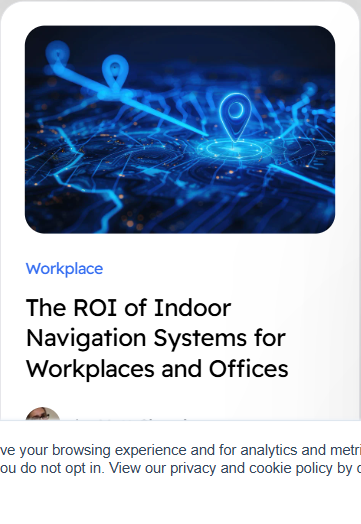 Workplace
The ROI of Indoor
Navigation Systems for
Workplaces and Offices
ve your browsing experience and for analytics and metri
ou do not opt in. View our privacy and cookie policy by